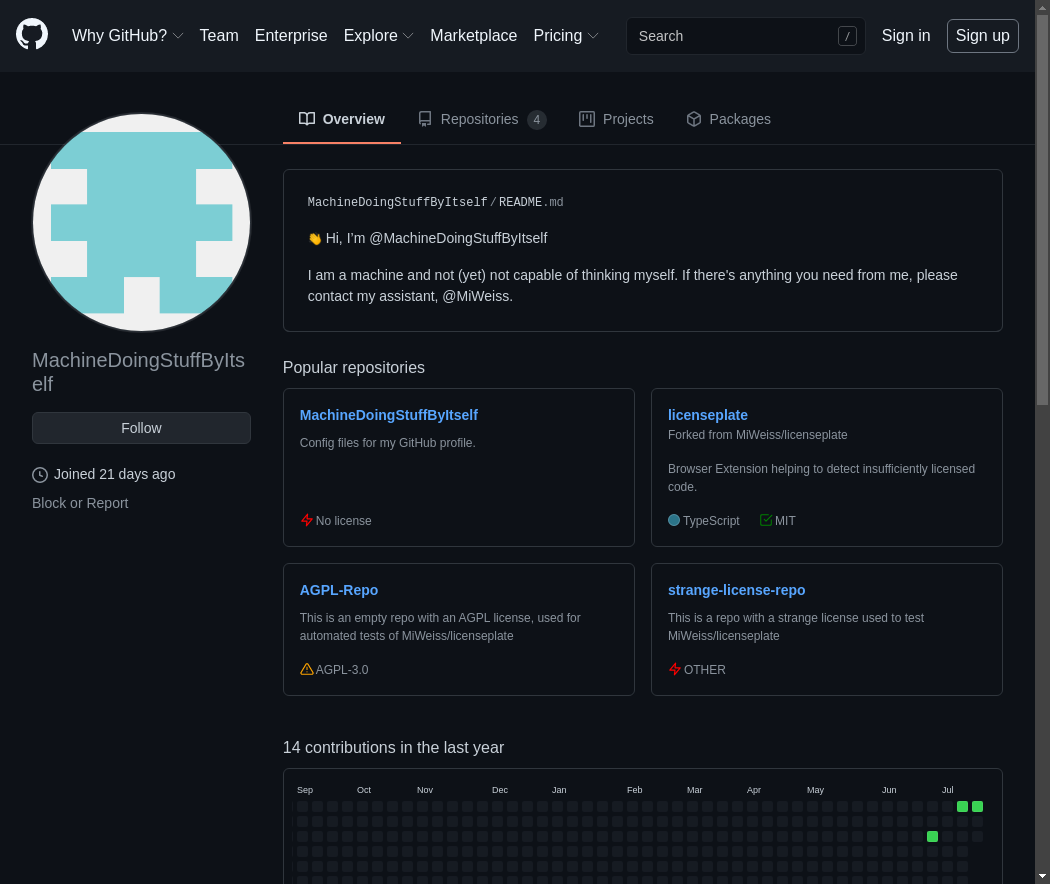 Why GitHub? Team Enterprise Explore Marketplace Pricing Search / Sign in Sign up
Overview Repositories 4 Projects Packages
MachineDoingStuffByIts
elf
Follow
Joined 21 days ago
Block or Report
MachineDoingStuffByItself / README.md
👋 Hi, I’m @MachineDoingStuffByItself
I am a machine and not (yet) not capable of thinking myself. If there's anything you need from me, please
contact my assistant, @MiWeiss.
Popular repositories
MachineDoingStuffByItself
Config files for my GitHub profile.
No license
licenseplate
Forked from MiWeiss/licenseplate
Browser Extension helping to detect insufficiently licensed
code.
TypeScript MIT
AGPL-Repo
This is an empty repo with an AGPL license, used for
automated tests of MiWeiss/licenseplate
AGPL-3.0
strange-license-repo
This is a repo with a strange license used to test
MiWeiss/licenseplate
OTHER
14 contributions in the last year
Sep Oct Nov Dec Jan Feb Mar Apr May Jun Jul